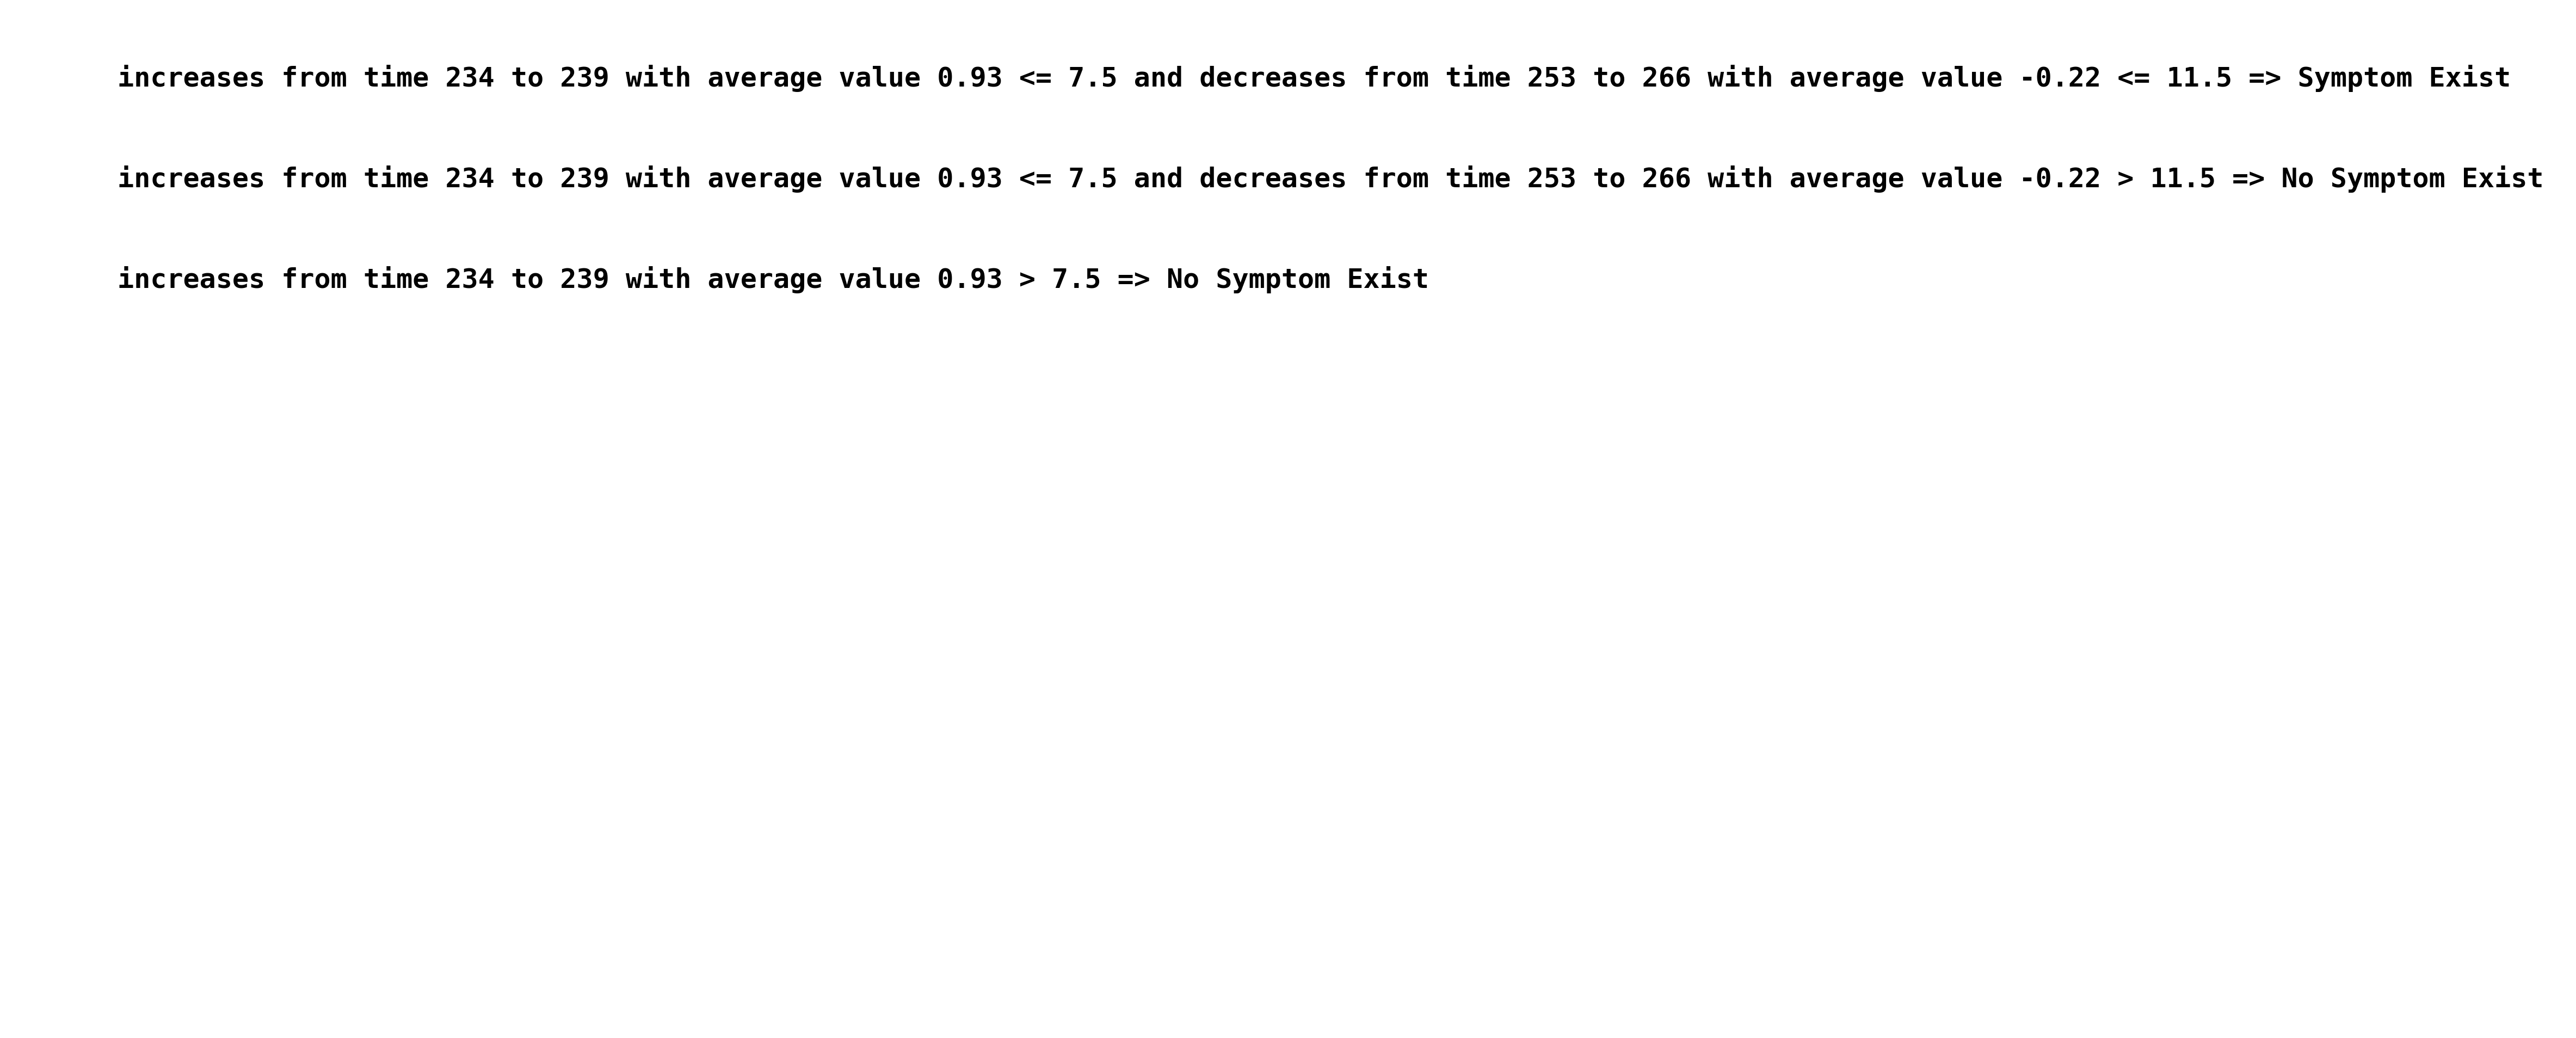 increases from time 234 to 239 with average value 0.93 <= 7.5 and decreases from time 253 to 266 with average value -0.22 <= 11.5 => Symptom Exist
increases from time 234 to 239 with average value 0.93 <= 7.5 and decreases from time 253 to 266 with average value -0.22 > 11.5 => No Symptom Exist
increases from time 234 to 239 with average value 0.93 > 7.5 => No Symptom Exist